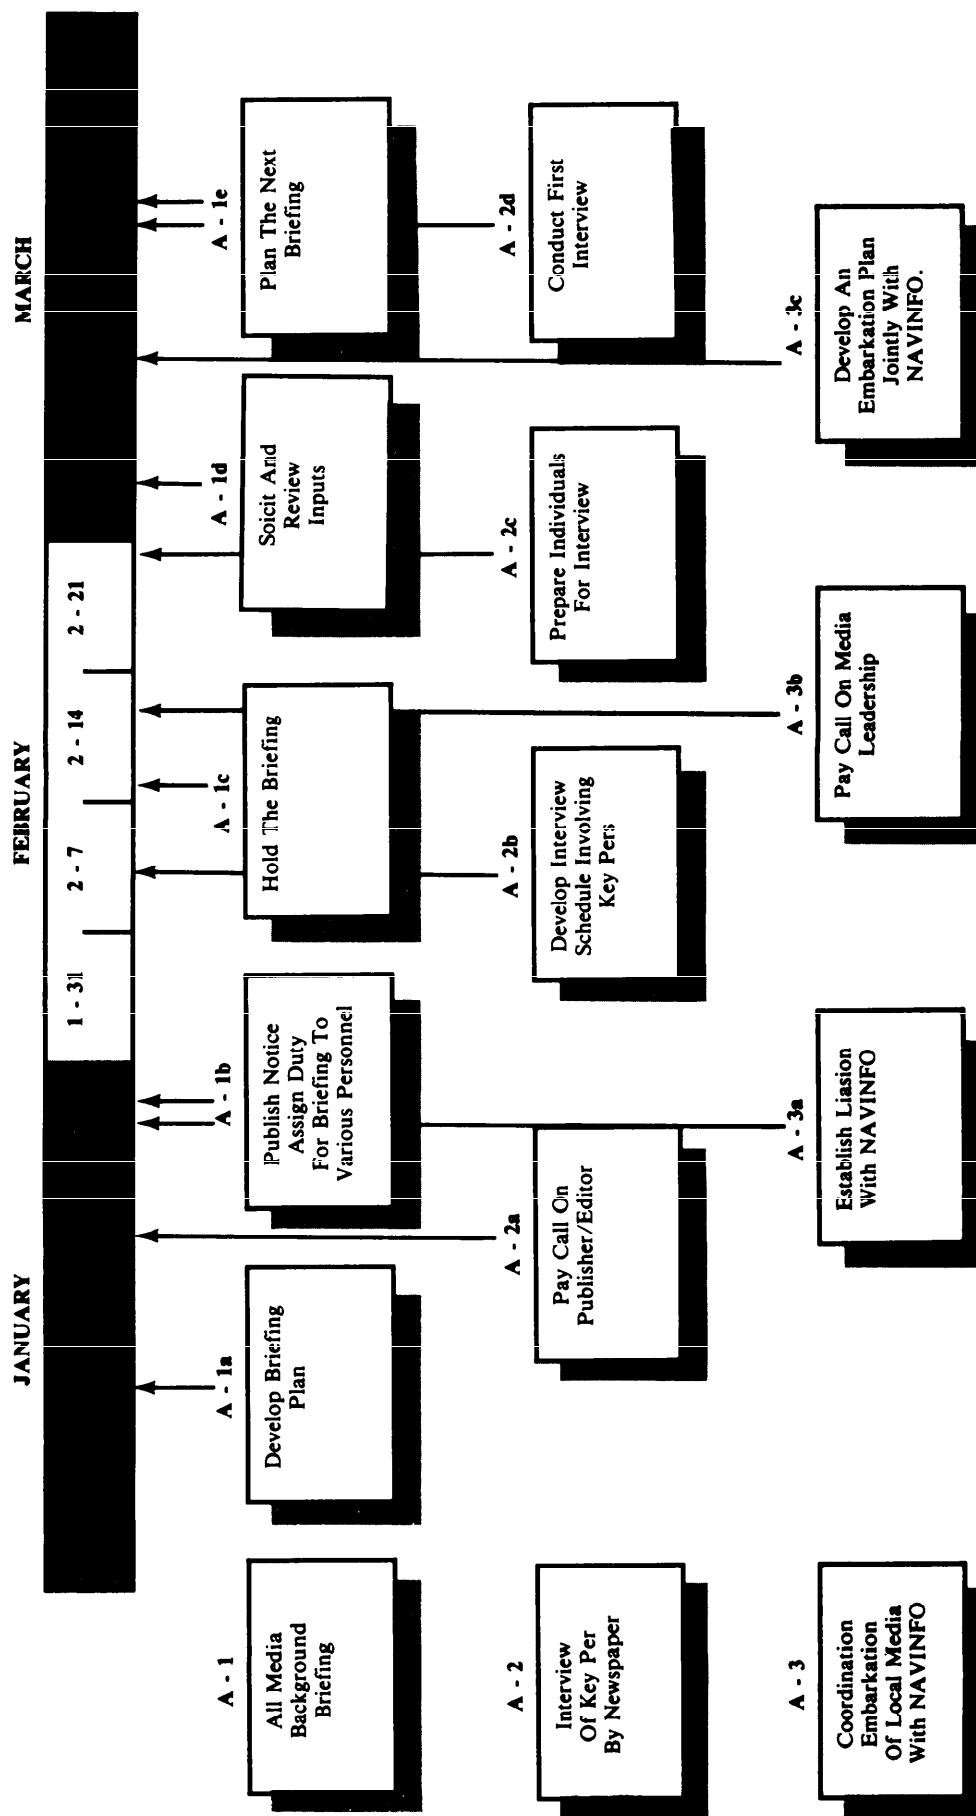 JANUARY
FEBRUARY
MARCH
1 - 31
2 - 7
2 - 14
2 - 21
A - 1
All Media
Background
Briefing
A - 1a
Develop Briefing
Plan
A - 1b
Publish Notice
Assign Duty
For Briefing To
Various Personnel
A - 1c
Hold The Briefing
A - 1d
Soicit And
Review
Inputs
A - 1e
Plan The Next
Briefing
A - 2
Interview
Of Key Per
By Newspaper
A - 2a
Pay Call On
Publisher/Editor
A - 2b
Develop Interview
Schedule Involving
Key Pers
A - 2c
Prepare Individuals
For Interview
A - 2d
Conduct First
Interview
A - 3
Coordination
Embarkation
Of Local Media
With NAVINFO
A - 3a
Establish Liasion
With NAVINFO
A - 3b
Pay Call On Media
Leadership
A - 3c
Develop An
Embarkation Plan
Jointly With
NAVINFO.